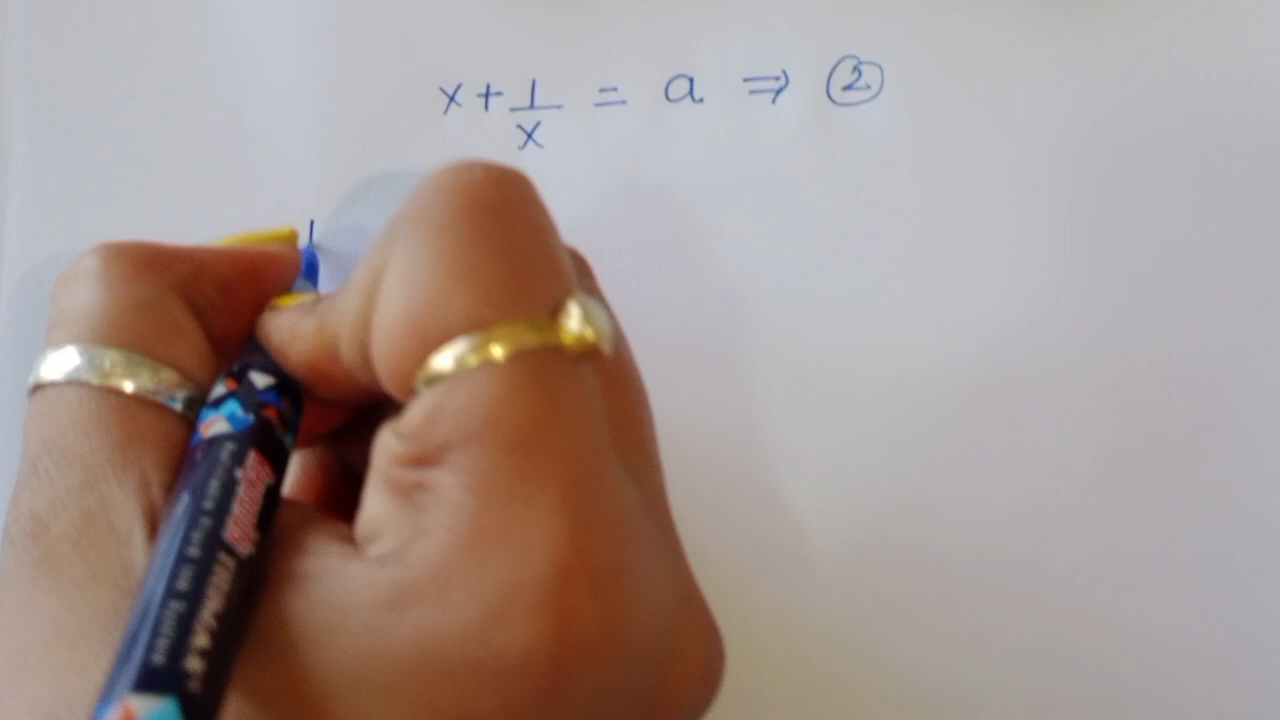 x + 1/x = a ⇒ ②